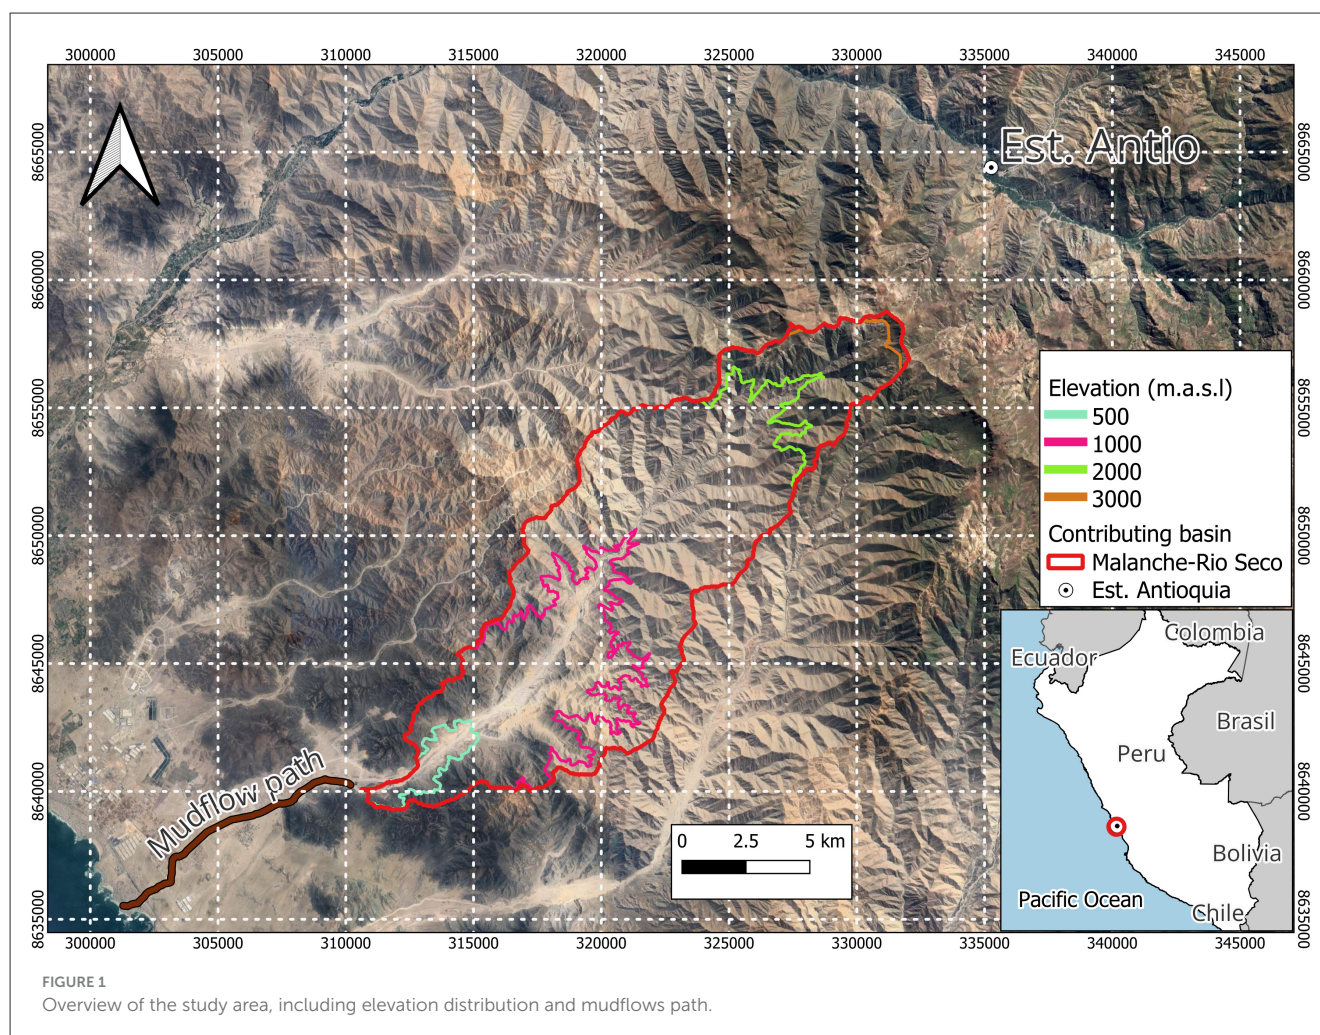 300000 305000 310000 315000 320000 325000 330000 335000 340000 345000
8665000
8660000
8655000
8650000
8645000
8640000
8635000
Est. Antio
8665000
8660000
8655000
8650000
8645000
8640000
8635000
Elevation (m.a.s.l)
500
1000
2000
3000
Contributing basin
Malanche-Rio Seco
Est. Antioquia
Mudflow path
0 2.5 5 km
Colombia
Ecuador
Brasil
Peru
Bolivia
Pacific Ocean
Chile
300000 305000 310000 315000 320000 325000 330000 335000 340000 345000
FIGURE 1
Overview of the study area, including elevation distribution and mudflows path.